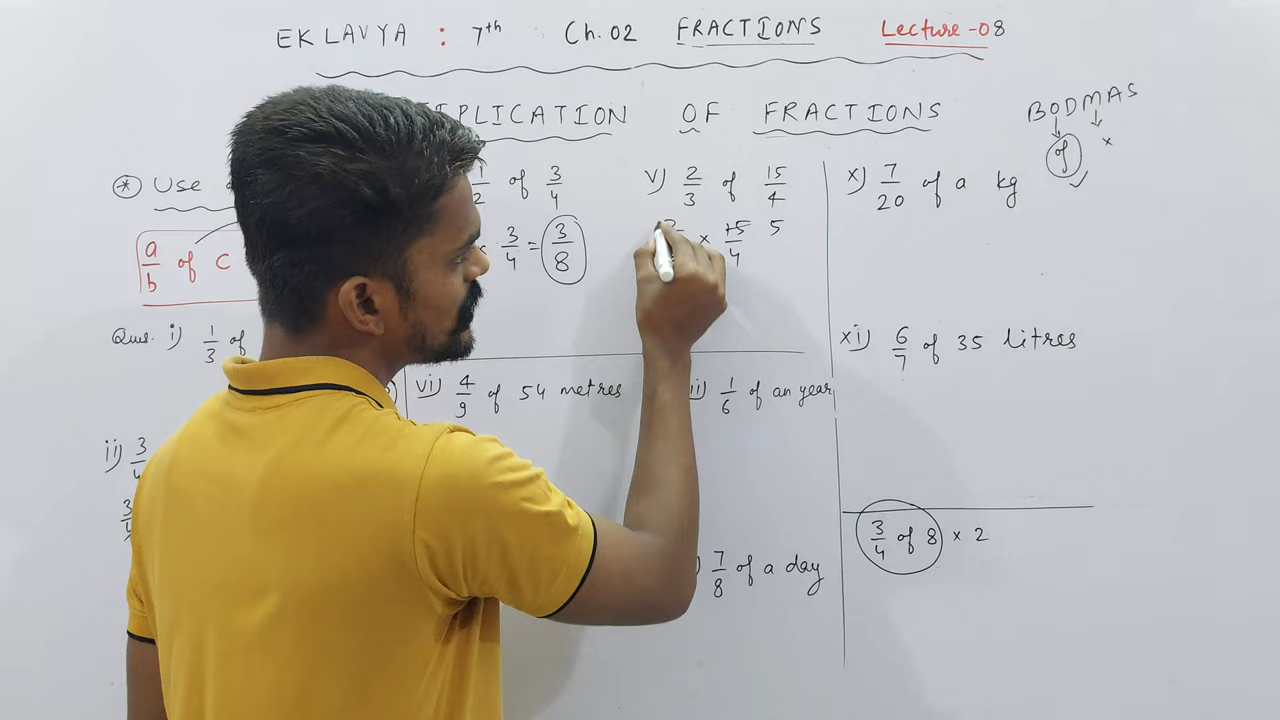 EKLAVYA : 7th Ch. 02 FRACTIONS Lecture-08
OF FRACTIONS
BODMAS
of ×
* Use
a/b of C
1/2 of 3/4
3/4 = 3/8
v) 2/3 of 15/4
× 15/4 5
x) 7/20 of a kg
Ques. i) 1/3 of
vi) 4/9 of 54 metres
1/6 of an year
xi) 6/7 of 35 litres
ii) 3/4
7/8 of a day
3/4 of 8 × 2